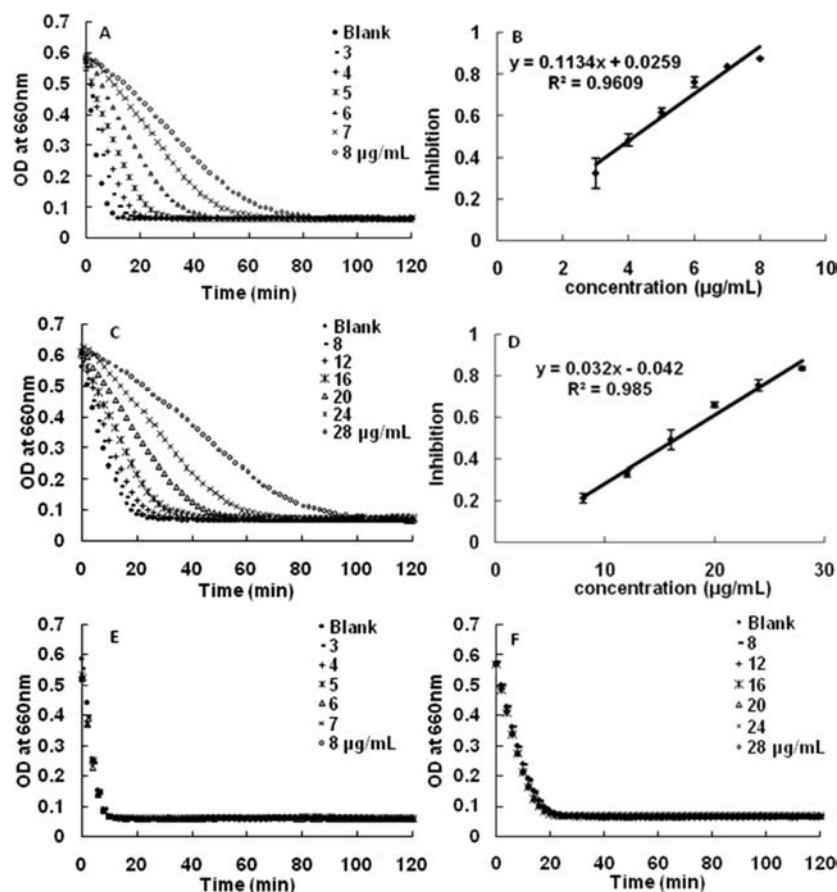 A
0.7
0.6
0.5
0.4
0.3
0.2
0.1
0
OD at 660nm
0 20 40 60 80 100 120
Time (min)
Blank
3
4
5
6
7
8 µg/mL
B
y = 0.1134x + 0.0259
R² = 0.9609
1
0.8
0.6
0.4
0.2
0
Inhibition
0 2 4 6 8 10
concentration (µg/mL)
C
0.7
0.6
0.5
0.4
0.3
0.2
0.1
0
OD at 660nm
0 20 40 60 80 100 120
Time (min)
Blank
8
12
16
20
24
28 µg/mL
D
y = 0.032x - 0.042
R² = 0.985
1
0.8
0.6
0.4
0.2
0
Inhibition
0 10 20 30
concentration (µg/mL)
E
0.7
0.6
0.5
0.4
0.3
0.2
0.1
0
OD at 660nm
0 20 40 60 80 100 120
Time (min)
Blank
3
4
5
6
7
8 µg/mL
F
0.7
0.6
0.5
0.4
0.3
0.2
0.1
0
OD at 660nm
0 20 40 60 80 100 120
Time (min)
Blank
8
12
16
20
24
28 µg/mL